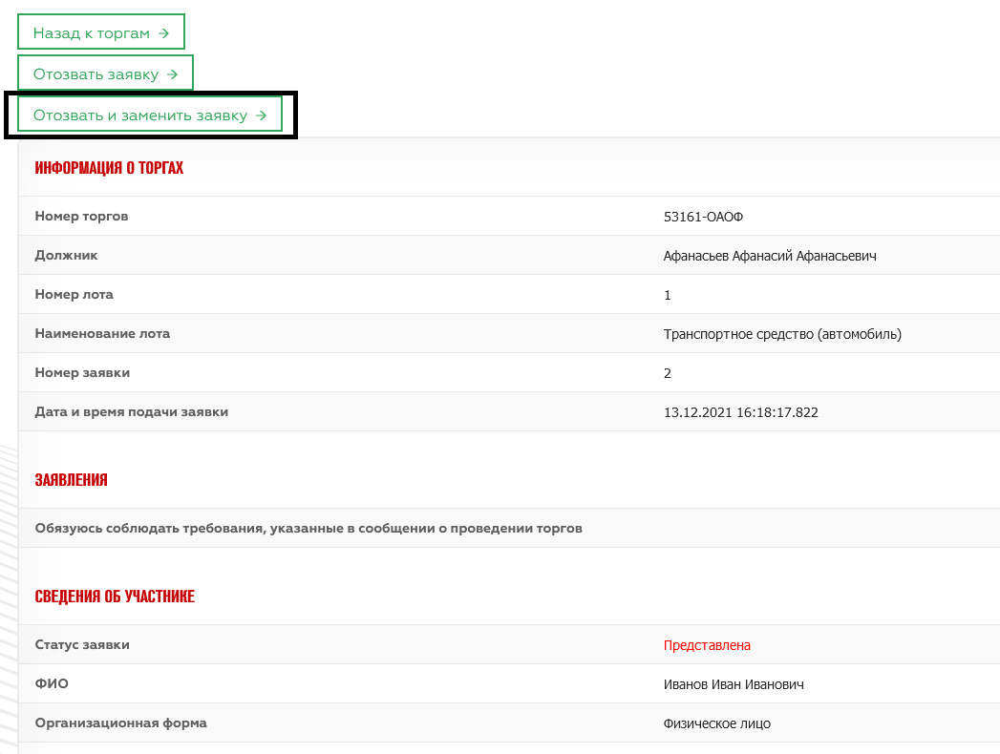 Назад к торгам →
Отозвать заявку →
Отозвать и заменить заявку →
ИНФОРМАЦИЯ О ТОРГАХ
Номер торгов 53161-ОАОФ
Должник Афанасьев Афанасий Афанасьевич
Номер лота 1
Наименование лота Транспортное средство (автомобиль)
Номер заявки 2
Дата и время подачи заявки 13.12.2021 16:18:17.822
ЗАЯВЛЕНИЯ
Обязуюсь соблюдать требования, указанные в сообщении о проведении торгов
СВЕДЕНИЯ ОБ УЧАСТНИКЕ
Статус заявки Представлена
ФИО Иванов Иван Иванович
Организационная форма Физическое лицо